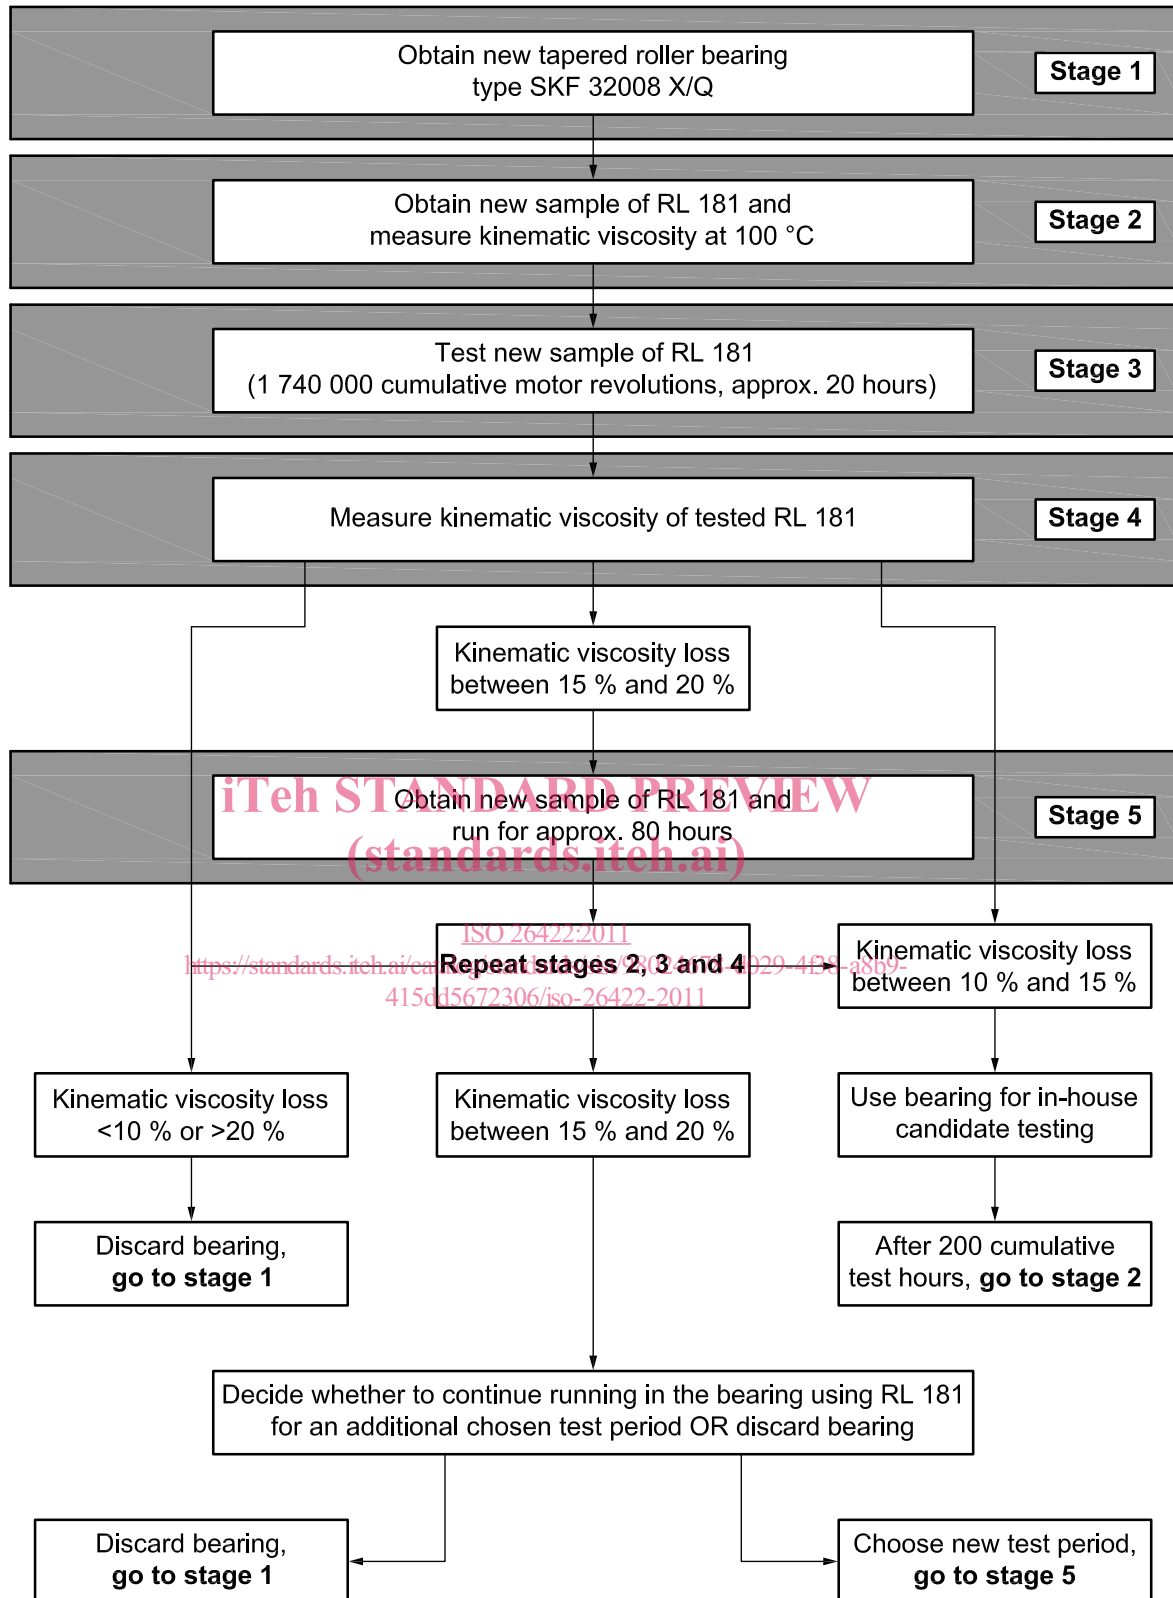 Obtain new tapered roller bearing
type SKF 32008 X/Q
Stage 1
Obtain new sample of RL 181 and
measure kinematic viscosity at 100 °C
Stage 2
Test new sample of RL 181
(1 740 000 cumulative motor revolutions, approx. 20 hours)
Stage 3
Measure kinematic viscosity of tested RL 181
Stage 4
Kinematic viscosity loss
between 15 % and 20 %
iTeh STANDARD PREVIEW
(standards.iteh.ai)
Obtain new sample of RL 181 and
run for approx. 80 hours
Stage 5
ISO 26422:2011
415dd5672306/iso-26422-2011
Repeat stages 2, 3 and 4
Kinematic viscosity loss
between 10 % and 15 %
Kinematic viscosity loss
<10 % or >20 %
Kinematic viscosity loss
between 15 % and 20 %
Use bearing for in-house
candidate testing
Discard bearing,
go to stage 1
After 200 cumulative
test hours, go to stage 2
Decide whether to continue running in the bearing using RL 181
for an additional chosen test period OR discard bearing
Discard bearing,
go to stage 1
Choose new test period,
go to stage 5